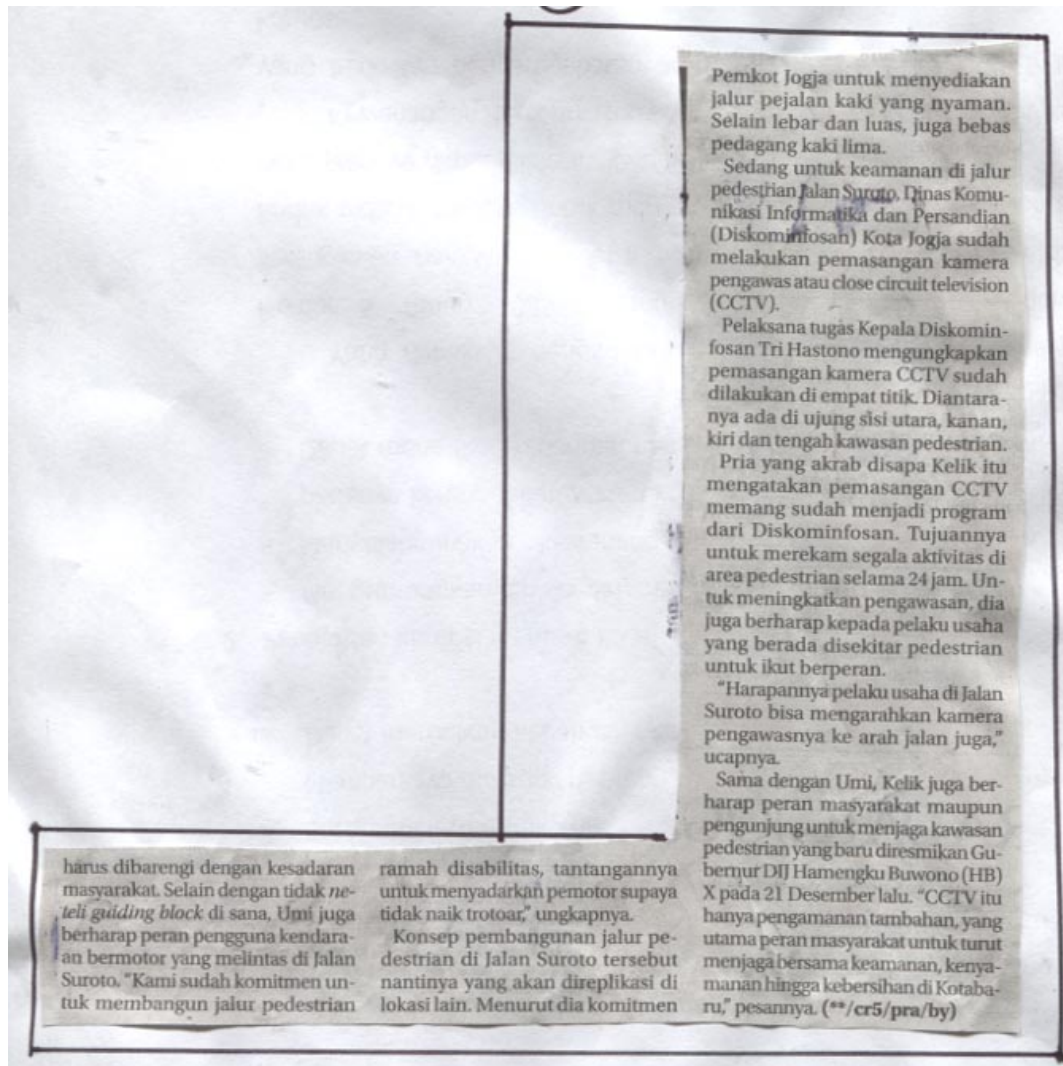 harus dibarengi dengan kesadaran
masyarakat. Selain dengan tidak ne-
teli guiding block di sana, Umi juga
berharap peran pengguna kendara-
an bermotor yang melintas di Jalan
Suroto. “Kami sudah komitmen un-
tuk membangun jalur pedestrian
ramah disabilitas, tantangannya
untuk menyadarkan pemotor supaya
tidak naik trotoar,” ungkapnya.
Konsep pembangunan jalur pe-
destrian di Jalan Suroto tersebut
nantinya yang akan direplikasi di
lokasi lain. Menurut dia komitmen
Pemkot Jogja untuk menyediakan
jalur pejalan kaki yang nyaman.
Selain lebar dan luas, juga bebas
pedagang kaki lima.
Sedang untuk keamanan di jalur
pedestrian Jalan Suroto, Dinas Komu-
nikasi Informatika dan Persandian
(Diskominfosan) Kota Jogja sudah
melakukan pemasangan kamera
pengawas atau close circuit television
(CCTV).
Pelaksana tugas Kepala Diskomin-
fosan Tri Hastono mengungkapkan
pemasangan kamera CCTV sudah
dilakukan di empat titik. Diantara-
nya ada di ujung sisi utara, kanan,
kiri dan tengah kawasan pedestrian.
Pria yang akrab disapa Kelik itu
mengatakan pemasangan CCTV
memang sudah menjadi program
dari Diskominfosan. Tujuannya
untuk merekam segala aktivitas di
area pedestrian selama 24 jam. Un-
tuk meningkatkan pengawasan, dia
juga berharap kepada pelaku usaha
yang berada disekitar pedestrian
untuk ikut berperan.
“Harapannya pelaku usaha di Jalan
Suroto bisa mengarahkan kamera
pengawasnya ke arah jalan juga,”
ucapnya.
Sama dengan Umi, Kelik juga ber-
harap peran masyarakat maupun
pengunjung untuk menjaga kawasan
pedestrian yang baru diresmikan Gu-
bernur DIJ Hamengku Buwono (HB)
X pada 21 Desember lalu. “CCTV itu
hanya pengamanan tambahan, yang
utama peran masyarakat untuk turut
menjaga bersama keamanan, kenya-
manan hingga kebersihan di Kotaba-
ru,” pesannya. (**/cr5/pra/by)